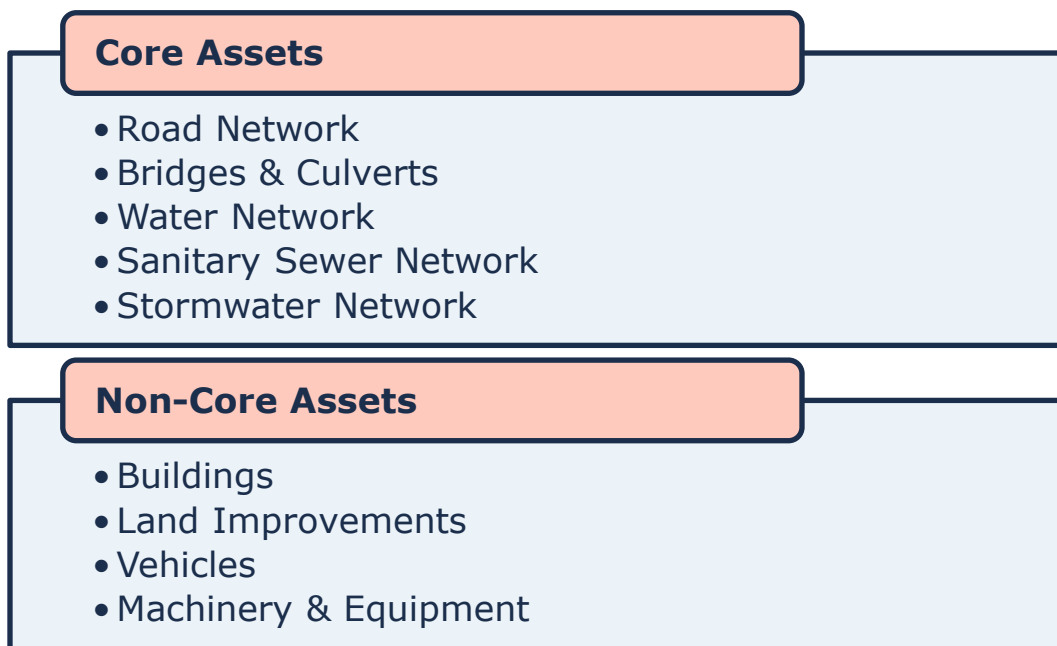 Core Assets
• Road Network
• Bridges & Culverts
• Water Network
• Sanitary Sewer Network
• Stormwater Network
Non-Core Assets
• Buildings
• Land Improvements
• Vehicles
• Machinery & Equipment